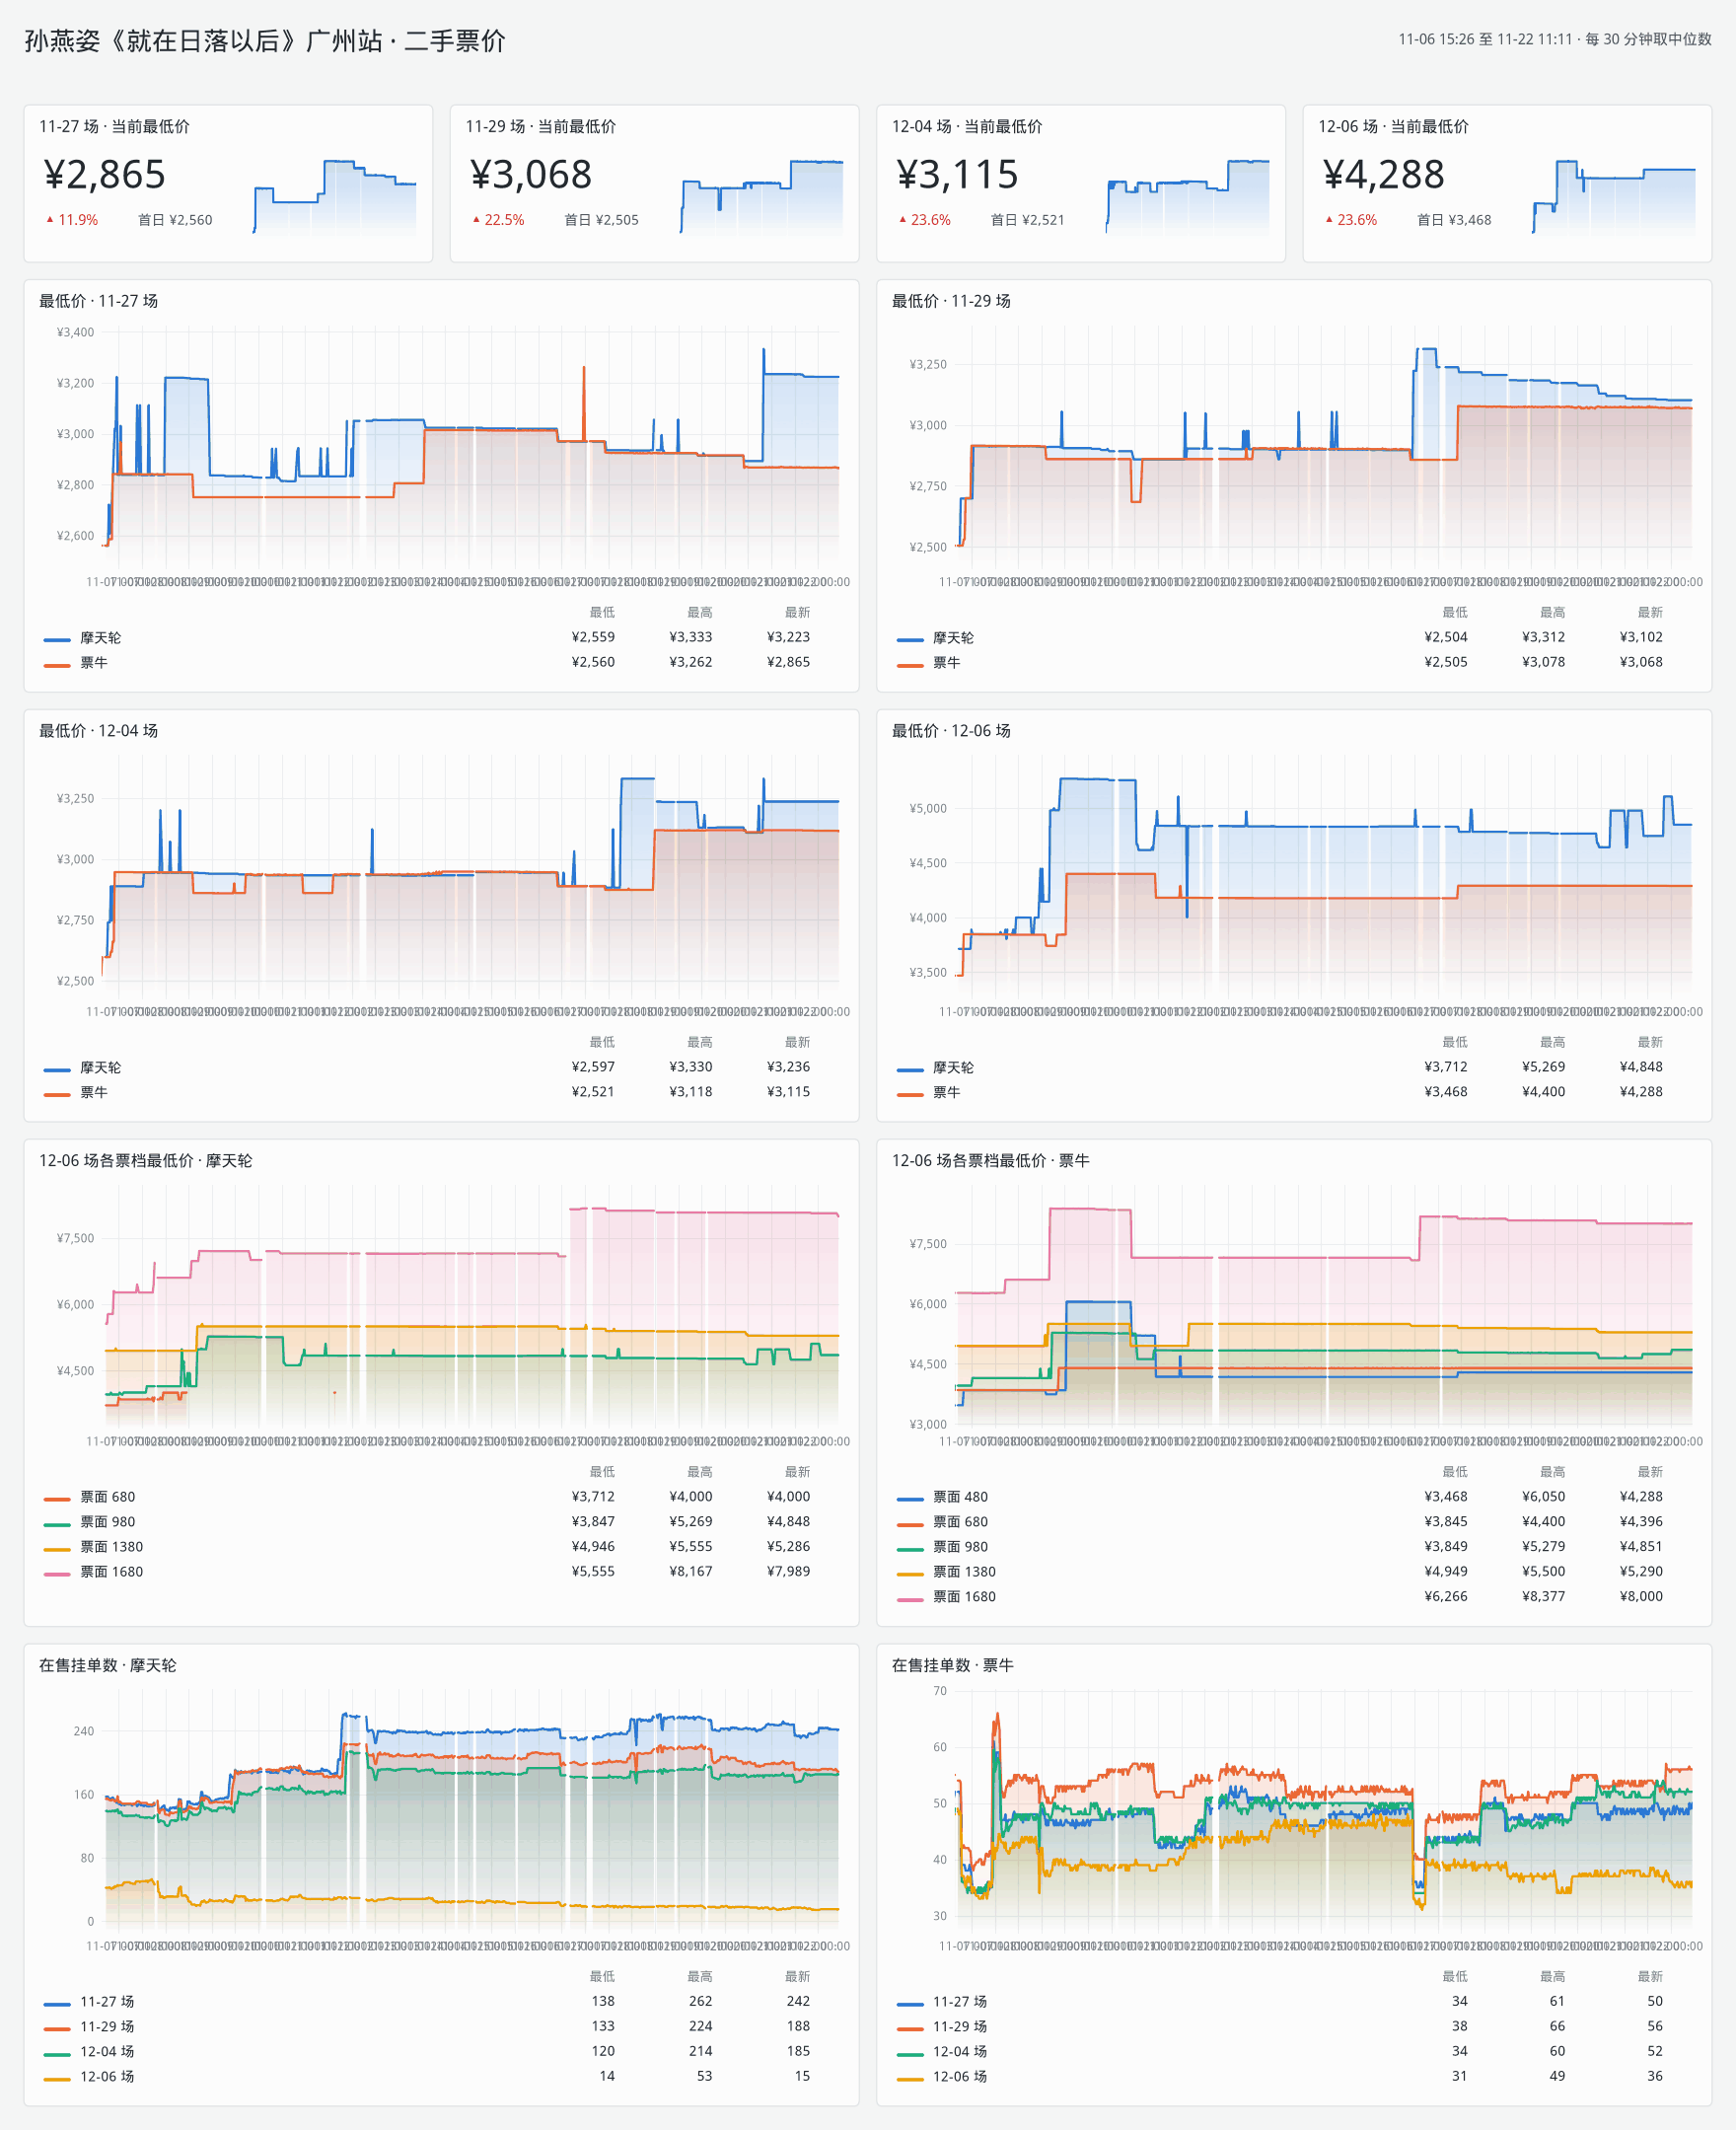 孙燕姿《就在日落以后》广州站 · 二手票价
11-06 15:26 至 11-22 11:11 · 每 30 分钟取中位数
11-27 场 · 当前最低价
¥2,865
▲ 11.9% 首日 ¥2,560
11-29 场 · 当前最低价
¥3,068
▲ 22.5% 首日 ¥2,505
12-04 场 · 当前最低价
¥3,115
▲ 23.6% 首日 ¥2,521
12-06 场 · 当前最低价
¥4,288
▲ 23.6% 首日 ¥3,468
最低价 · 11-27 场
¥3,400
¥3,200
¥3,000
¥2,800
¥2,600
最低 最高 最新
摩天轮 ¥2,559 ¥3,333 ¥3,223
票牛 ¥2,560 ¥3,262 ¥2,865
最低价 · 11-29 场
¥3,250
¥3,000
¥2,750
¥2,500
最低 最高 最新
摩天轮 ¥2,504 ¥3,312 ¥3,102
票牛 ¥2,505 ¥3,078 ¥3,068
最低价 · 12-04 场
¥3,250
¥3,000
¥2,750
¥2,500
最低 最高 最新
摩天轮 ¥2,597 ¥3,330 ¥3,236
票牛 ¥2,521 ¥3,118 ¥3,115
最低价 · 12-06 场
¥5,000
¥4,500
¥4,000
¥3,500
最低 最高 最新
摩天轮 ¥3,712 ¥5,269 ¥4,848
票牛 ¥3,468 ¥4,400 ¥4,288
12-06 场各票档最低价 · 摩天轮
¥7,500
¥6,000
¥4,500
最低 最高 最新
票面 680 ¥3,712 ¥4,000 ¥4,000
票面 980 ¥3,847 ¥5,269 ¥4,848
票面 1380 ¥4,946 ¥5,555 ¥5,286
票面 1680 ¥5,555 ¥8,167 ¥7,989
12-06 场各票档最低价 · 票牛
¥7,500
¥6,000
¥4,500
¥3,000
最低 最高 最新
票面 480 ¥3,468 ¥6,050 ¥4,288
票面 680 ¥3,845 ¥4,400 ¥4,396
票面 980 ¥3,849 ¥5,279 ¥4,851
票面 1380 ¥4,949 ¥5,500 ¥5,290
票面 1680 ¥6,266 ¥8,377 ¥8,000
在售挂单数 · 摩天轮
240
160
80
0
最低 最高 最新
11-27 场 138 262 242
11-29 场 133 224 188
12-04 场 120 214 185
12-06 场 14 53 15
在售挂单数 · 票牛
70
60
50
40
30
最低 最高 最新
11-27 场 34 61 50
11-29 场 38 66 56
12-04 场 34 60 52
12-06 场 31 49 36